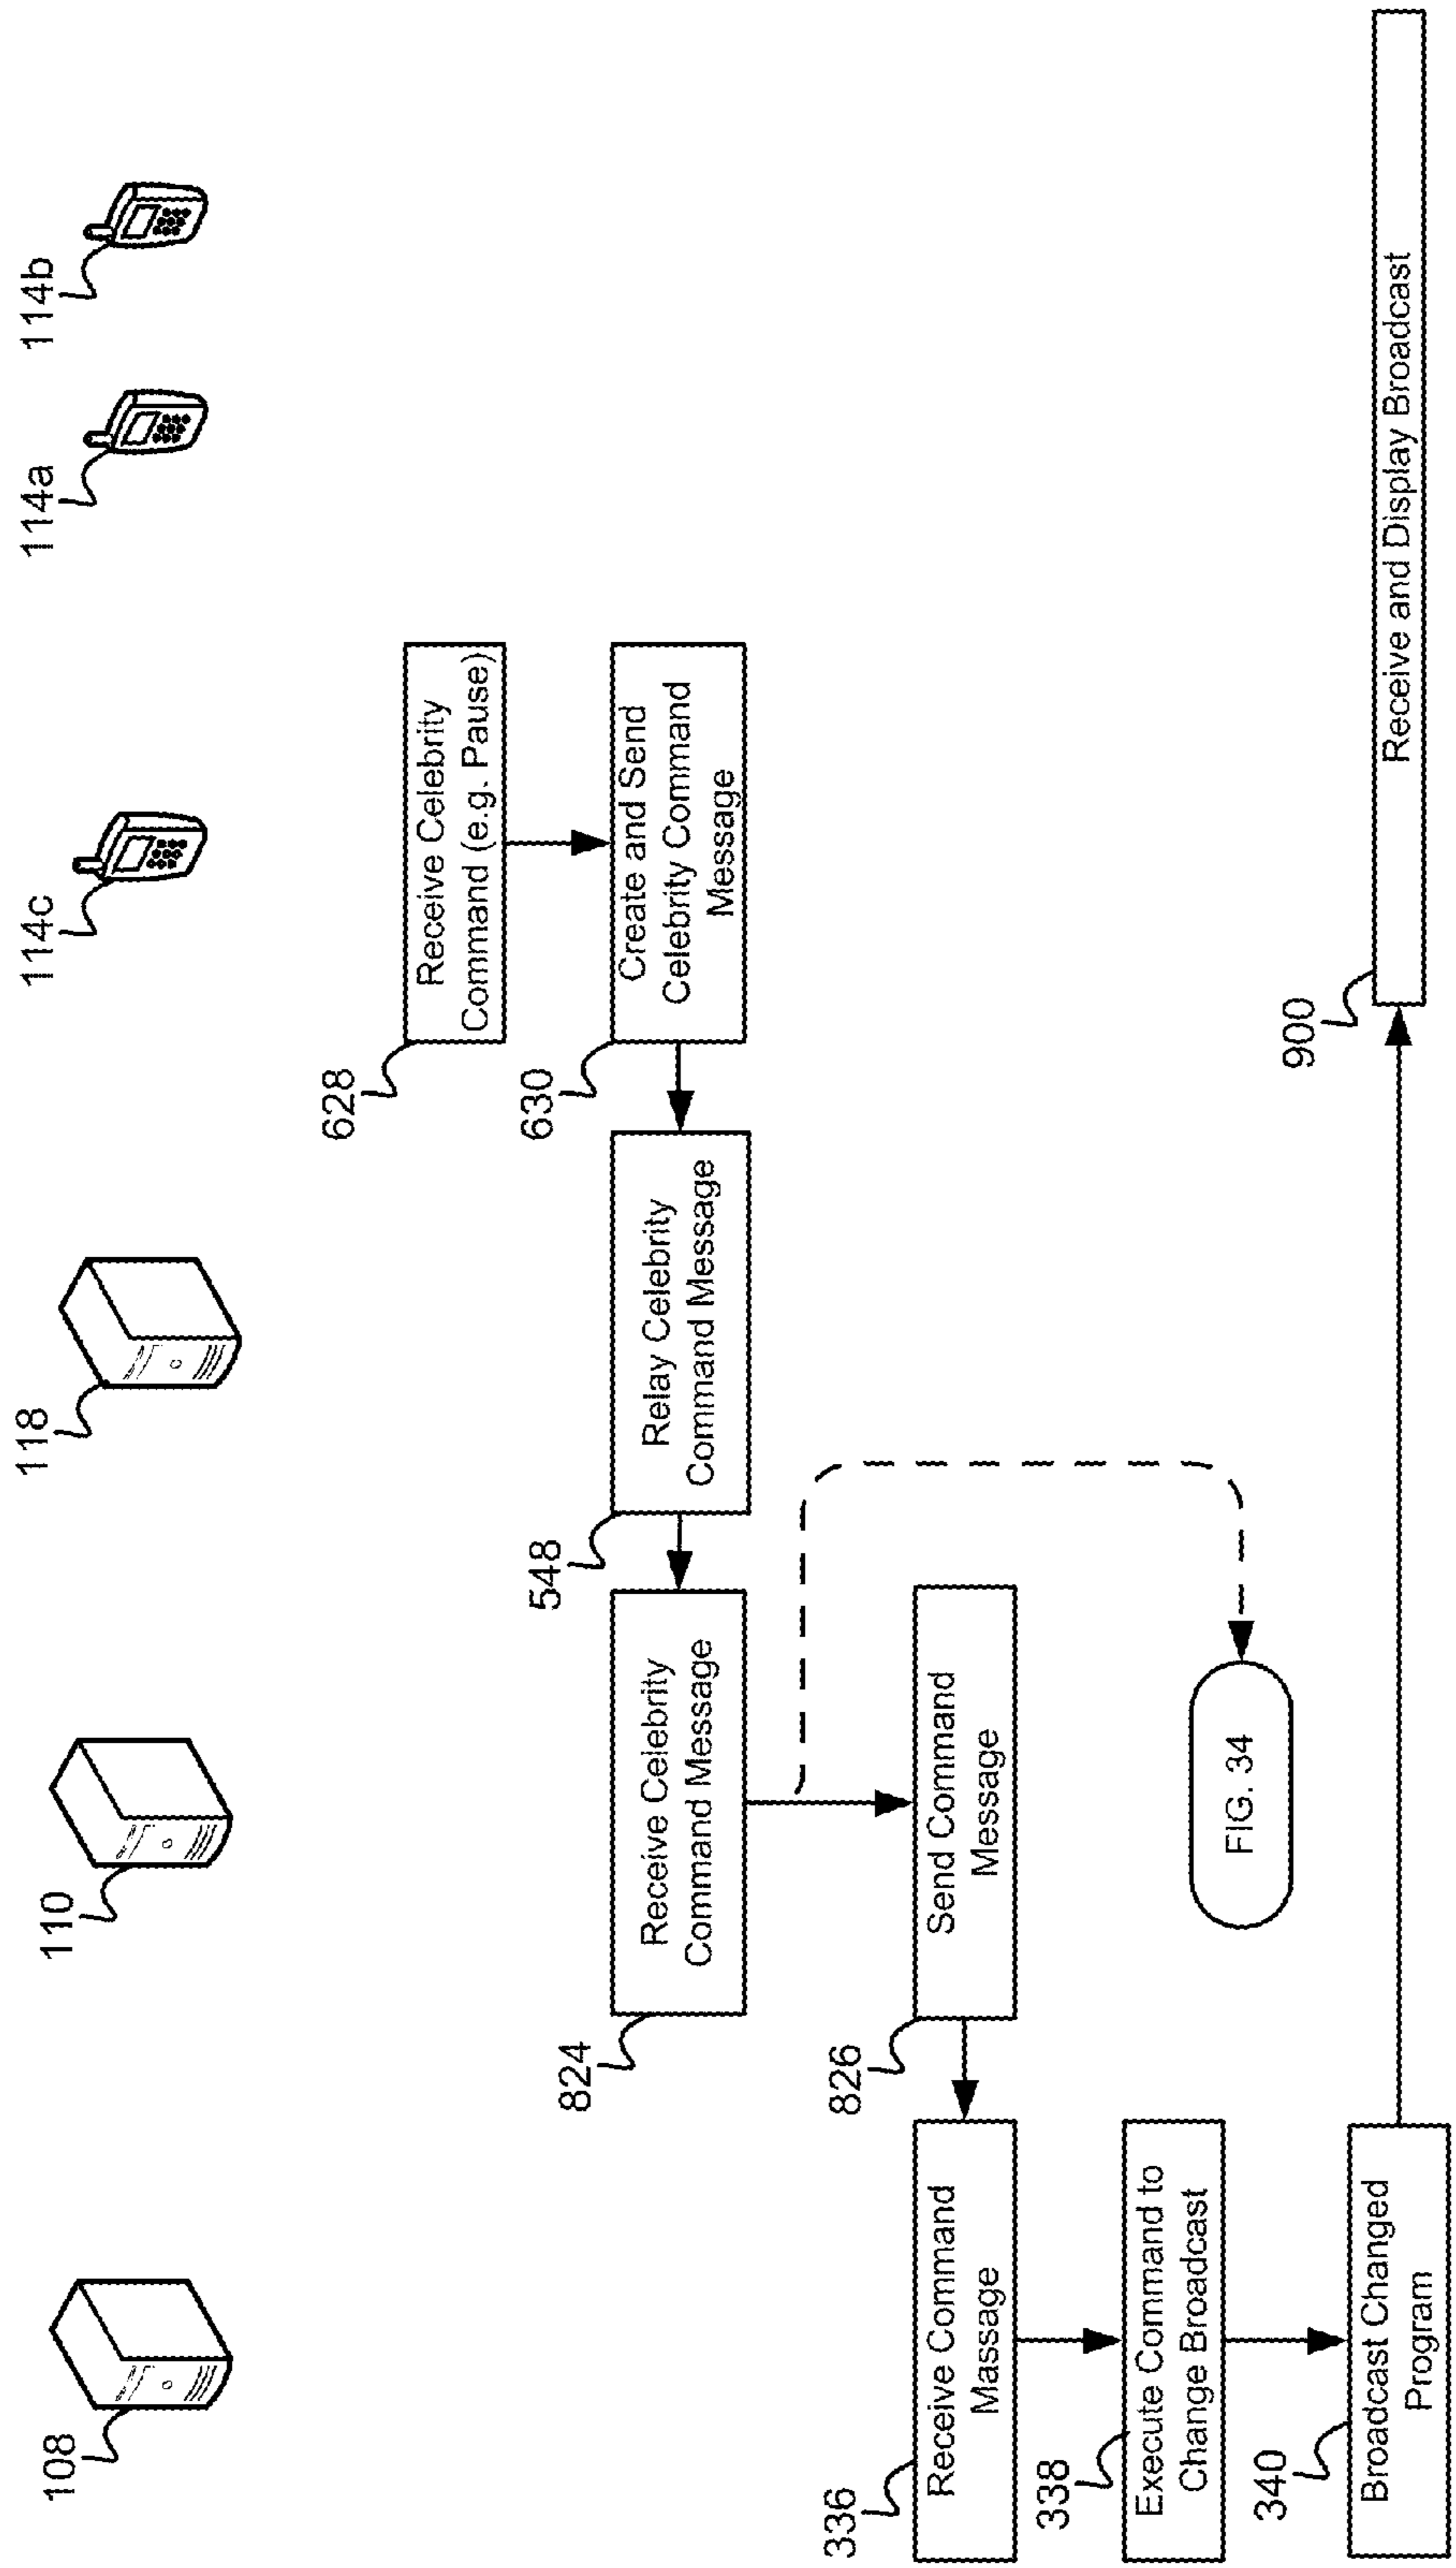 108
110
118
114c
114a
114b
628
Receive Celebrity
Command (e.g. Pause)
630
Create and Send
Celebrity Command
Message
548
Relay Celebrity
Command Message
824
Receive Celebrity
Command Message
826
Send Command
Message
336
Receive Command
Massage
338
Execute Command to
Change Broadcast
FIG. 34
340
Broadcast Changed
Program
900
Receive and Display Broadcast